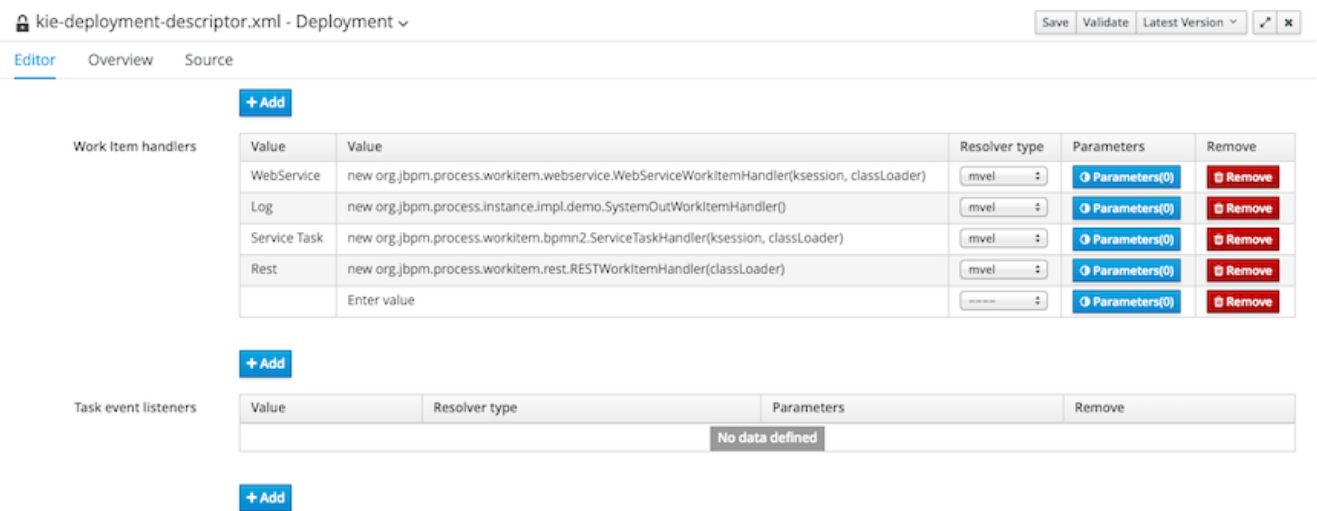 kie-deployment-descriptor.xml - Deployment
Save Validate Latest Version
Editor Overview Source
+ Add
Work Item handlers
Value Value Resolver type Parameters Remove
WebService new org.jbpm.process.workitem.webservice.WebServiceWorkItemHandler(ksession, classLoader) mvel Parameters(0) Remove
Log new org.jbpm.process.instance.impl.demo.SystemOutWorkItemHandler() mvel Parameters(0) Remove
Service Task new org.jbpm.process.workitem.bpmn2.ServiceTaskHandler(ksession, classLoader) mvel Parameters(0) Remove
Rest new org.jbpm.process.workitem.rest.RESTWorkItemHandler(classLoader) mvel Parameters(0) Remove
Enter value ---- Parameters(0) Remove
+ Add
Task event listeners
Value Resolver type Parameters Remove
No data defined
+ Add